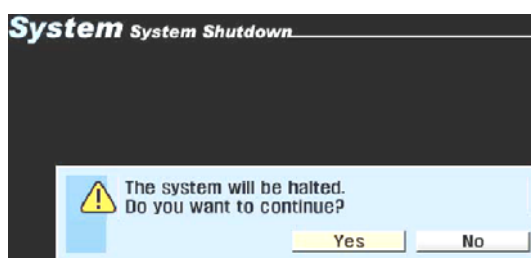 System System Shutdown
The system will be halted.
Do you want to continue?
Yes No